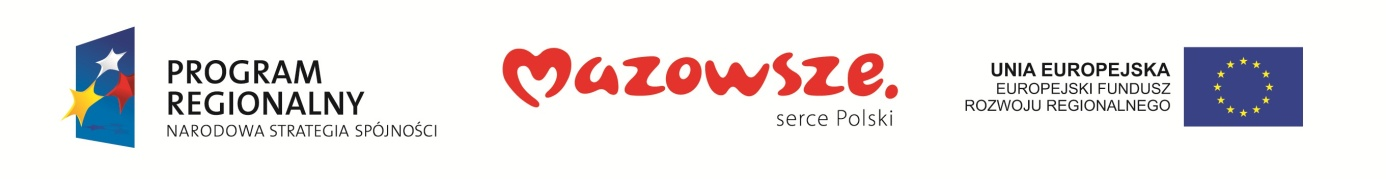 PROGRAM
REGIONALNY
NARODOWA STRATEGIA SPÓJNOŚCI
Mazowsze.
serce Polski
UNIA EUROPEJSKA
EUROPEJSKI FUNDUSZ
ROZWOJU REGIONALNEGO